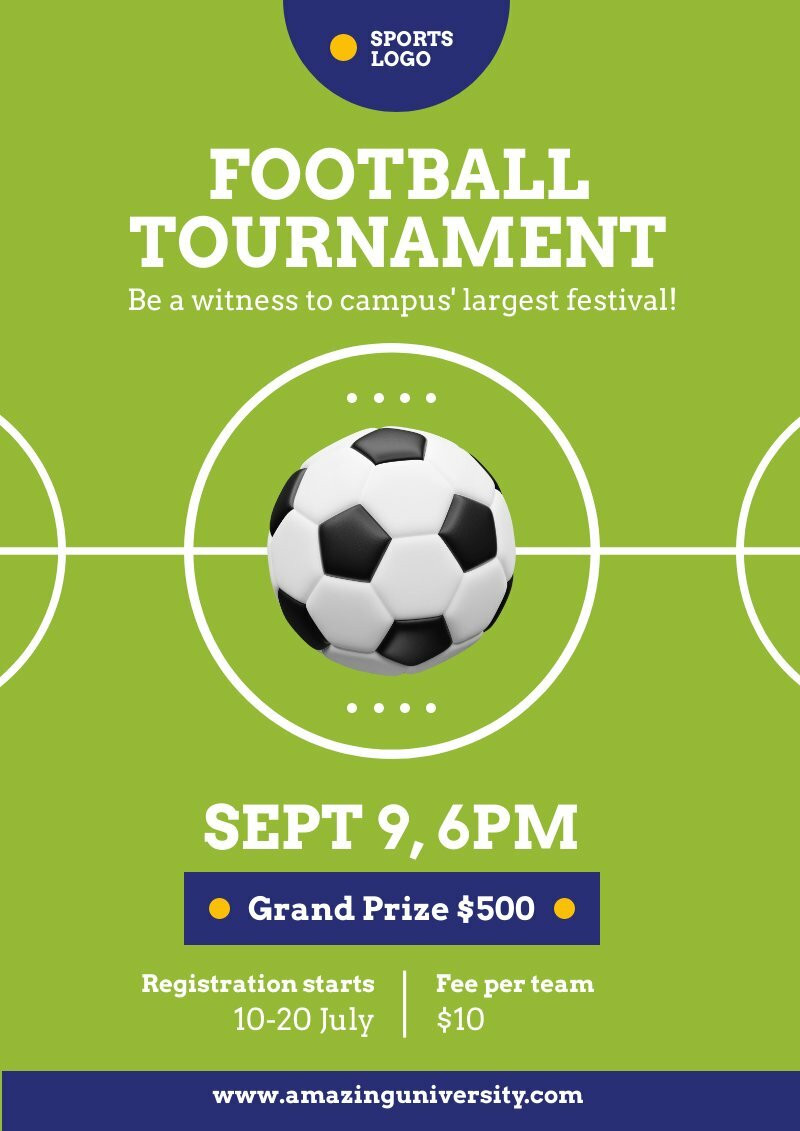 SPORTS
LOGO
FOOTBALL
TOURNAMENT
Be a witness to campus' largest festival!
SEPT 9, 6PM
Grand Prize $500
Registration starts
10-20 July
Fee per team
$10
www.amazinguniversity.com